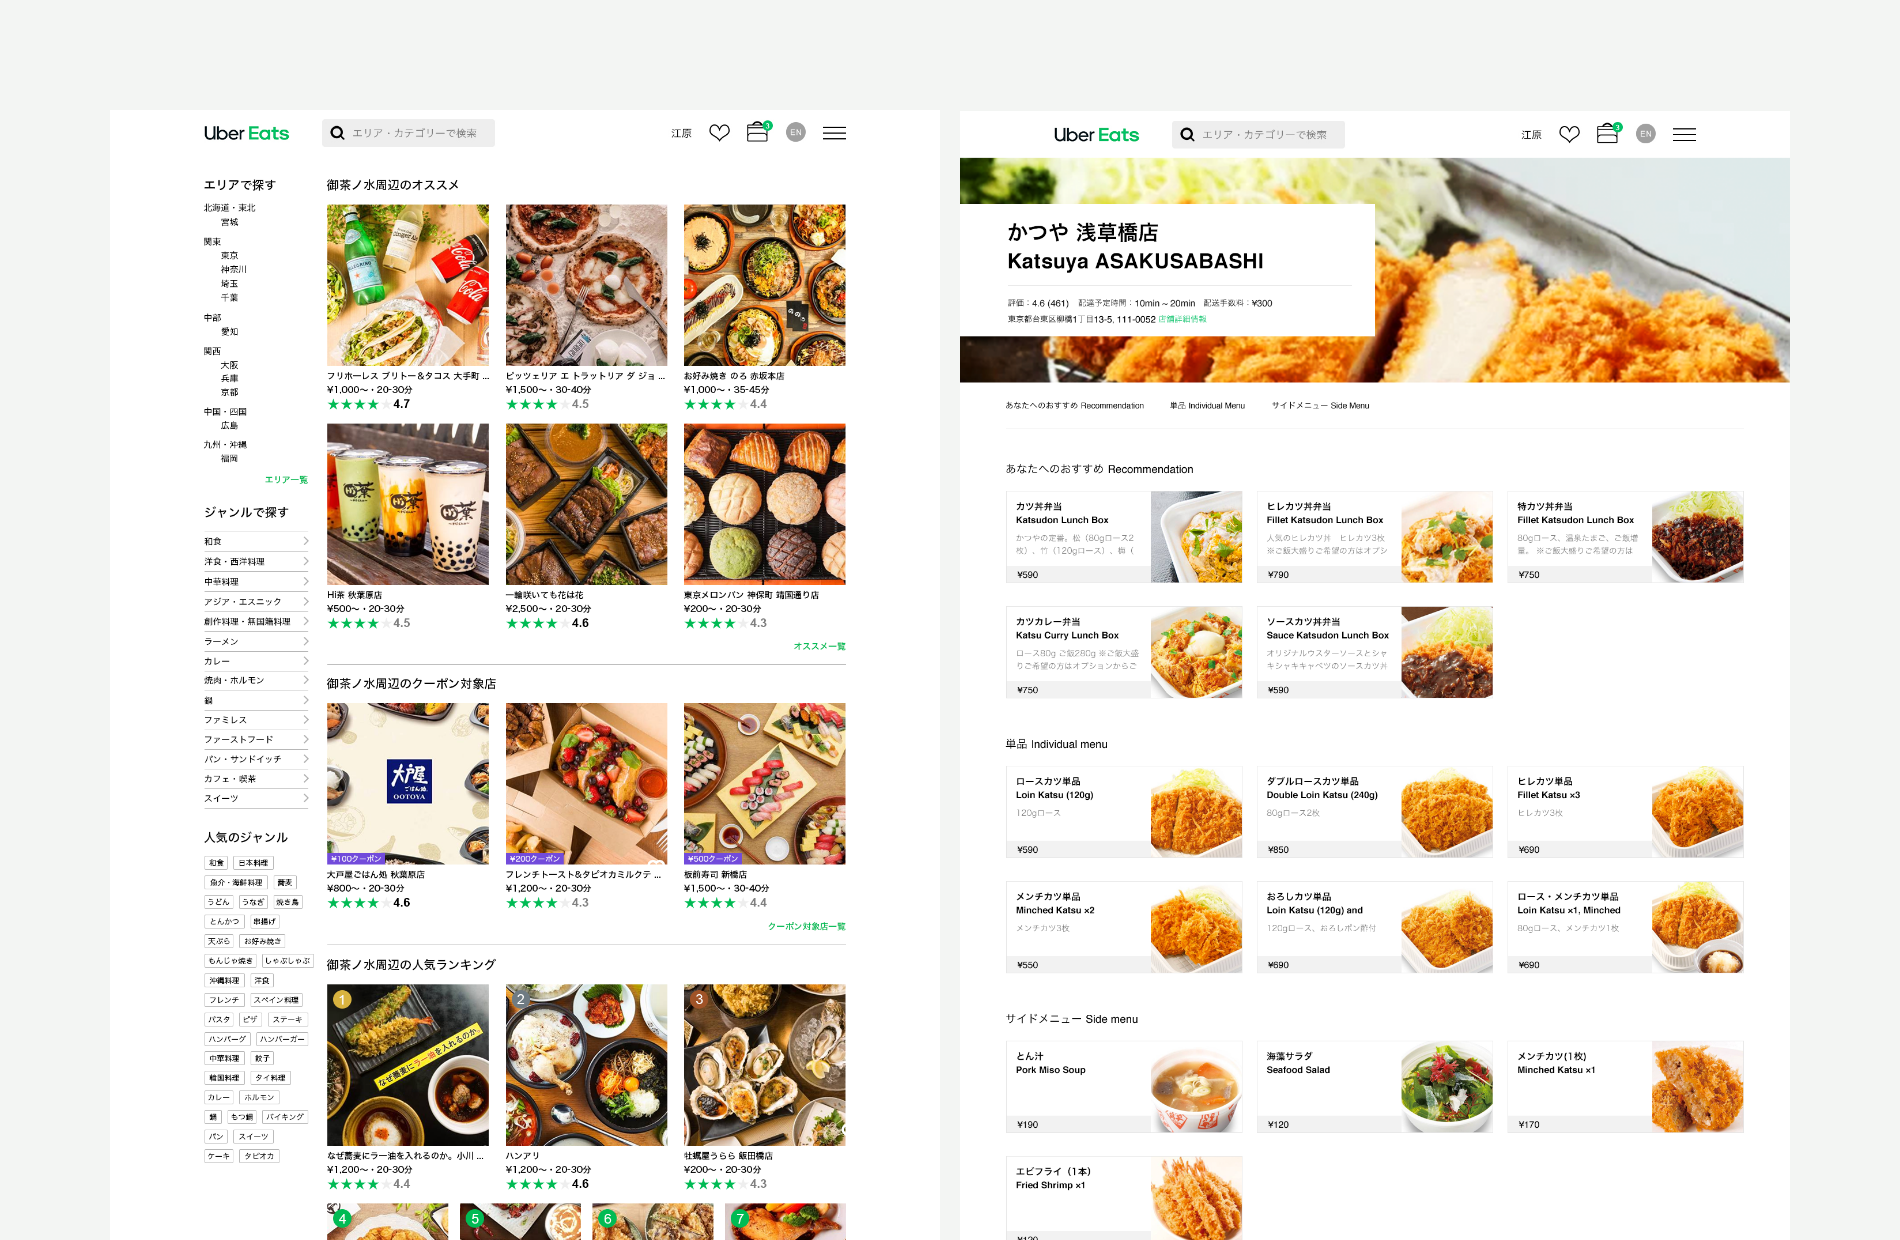 Uber Eats
エリア・カテゴリーで検索
江原
3
EN
エリアで探す
北海道・東北
宮城
関東
東京
神奈川
埼玉
千葉
中部
愛知
関西
大阪
兵庫
京都
中国・四国
広島
九州・沖縄
福岡
エリア一覧
ジャンルで探す
和食
洋食・西洋料理
中華料理
アジア・エスニック
創作料理・無国籍料理
ラーメン
カレー
焼肉・ホルモン
鍋
ファミレス
ファーストフード
パン・サンドイッチ
カフェ・喫茶
スイーツ
人気のジャンル
和食 日本料理
魚介・海鮮料理 蕎麦
うどん うなぎ 焼き鳥
とんかつ 串揚げ
天ぷら お好み焼き
もんじゃ焼き しゃぶしゃぶ
沖縄料理 洋食
フレンチ スペイン料理
パスタ ピザ ステーキ
ハンバーグ ハンバーガー
中華料理 餃子
韓国料理 タイ料理
カレー ホルモン
鍋 もつ鍋 バイキング
パン スイーツ
ケーキ タピオカ
御茶ノ水周辺のオススメ
フリホーレス ブリトー&タコス 大手町 ...
¥1,000〜・20-30分
4.7
ピッツェリア エ トラットリア ダ ジョ ...
¥1,500〜・30-40分
4.5
お好み焼き のろ 赤坂本店
¥1,000〜・35-45分
4.4
Hi茶 秋葉原店
¥500〜・20-30分
4.5
一輪咲いても花は花
¥2,500〜・20-30分
4.6
東京メロンパン 神保町 靖国通り店
¥200〜・20-30分
4.3
オススメ一覧
御茶ノ水周辺のクーポン対象店
大戸屋
ごはん処
OOTOYA
¥100クーポン
大戸屋ごはん処 秋葉原店
¥800〜・20-30分
4.6
¥200クーポン
フレンチトースト&タピオカミルクテ ...
¥1,200〜・20-30分
4.3
¥500クーポン
板前寿司 新橋店
¥1,500〜・30-40分
4.4
クーポン対象店一覧
御茶ノ水周辺の人気ランキング
1
なぜ蕎麦にラー油を入れるのか。
なぜ蕎麦にラー油を入れるのか。小川 ...
¥1,200〜・20-30分
4.4
2
ハンアリ
¥1,200〜・20-30分
4.6
3
牡蠣屋うらら 飯田橋店
¥200〜・20-30分
4.3
4
5
6
7
Uber Eats
エリア・カテゴリーで検索
江原
3
EN
かつや 浅草橋店
Katsuya ASAKUSABASHI
評価：4.6 (461) 配達予定時間：10min ~ 20min 配送手数料：¥300
東京都台東区柳橋1丁目13-5, 111-0052 店舗詳細情報
あなたへのおすすめ Recommendation 単品 Individual Menu サイドメニュー Side Menu
あなたへのおすすめ Recommendation
カツ丼弁当
Katsudon Lunch Box
かつやの定番。松（80gロース2
枚）、竹（120gロース）、梅（
¥590
ヒレカツ弁当
Fillet Katsudon Lunch Box
人気のヒレカツ丼 ヒレカツ3枚
※ご飯大盛りご希望の方はオプシ
¥790
特カツ丼弁当
Fillet Katsudon Lunch Box
80gロース、温泉たまご、ご飯増
量。 ※ご飯大盛りご希望の方は
¥750
カツカレー弁当
Katsu Curry Lunch Box
ロース80g ご飯280g ※ご飯大盛
りご希望の方はオプションからご
¥750
ソースカツ丼弁当
Sauce Katsudon Lunch Box
オリジナルウスターソースとシャ
キシャキキャベツのソースカツ丼
¥590
単品 Individual menu
ロースカツ単品
Loin Katsu (120g)
120gロース
¥590
ダブルロースカツ単品
Double Loin Katsu (240g)
80gロース2枚
¥850
ヒレカツ単品
Fillet Katsu ×3
ヒレカツ3枚
¥690
メンチカツ単品
Minched Katsu ×2
メンチカツ3枚
¥550
おろしカツ単品
Loin Katsu (120g) and
120gロース、おろしポン酢付
¥690
ロース・メンチカツ単品
Loin Katsu ×1, Minched
80gロース、メンチカツ1枚
¥690
サイドメニュー Side menu
とん汁
Pork Miso Soup
¥190
海藻サラダ
Seafood Salad
¥120
メンチカツ(1枚)
Minched Katsu ×1
¥170
エビフライ（1本）
Fried Shrimp ×1
¥120